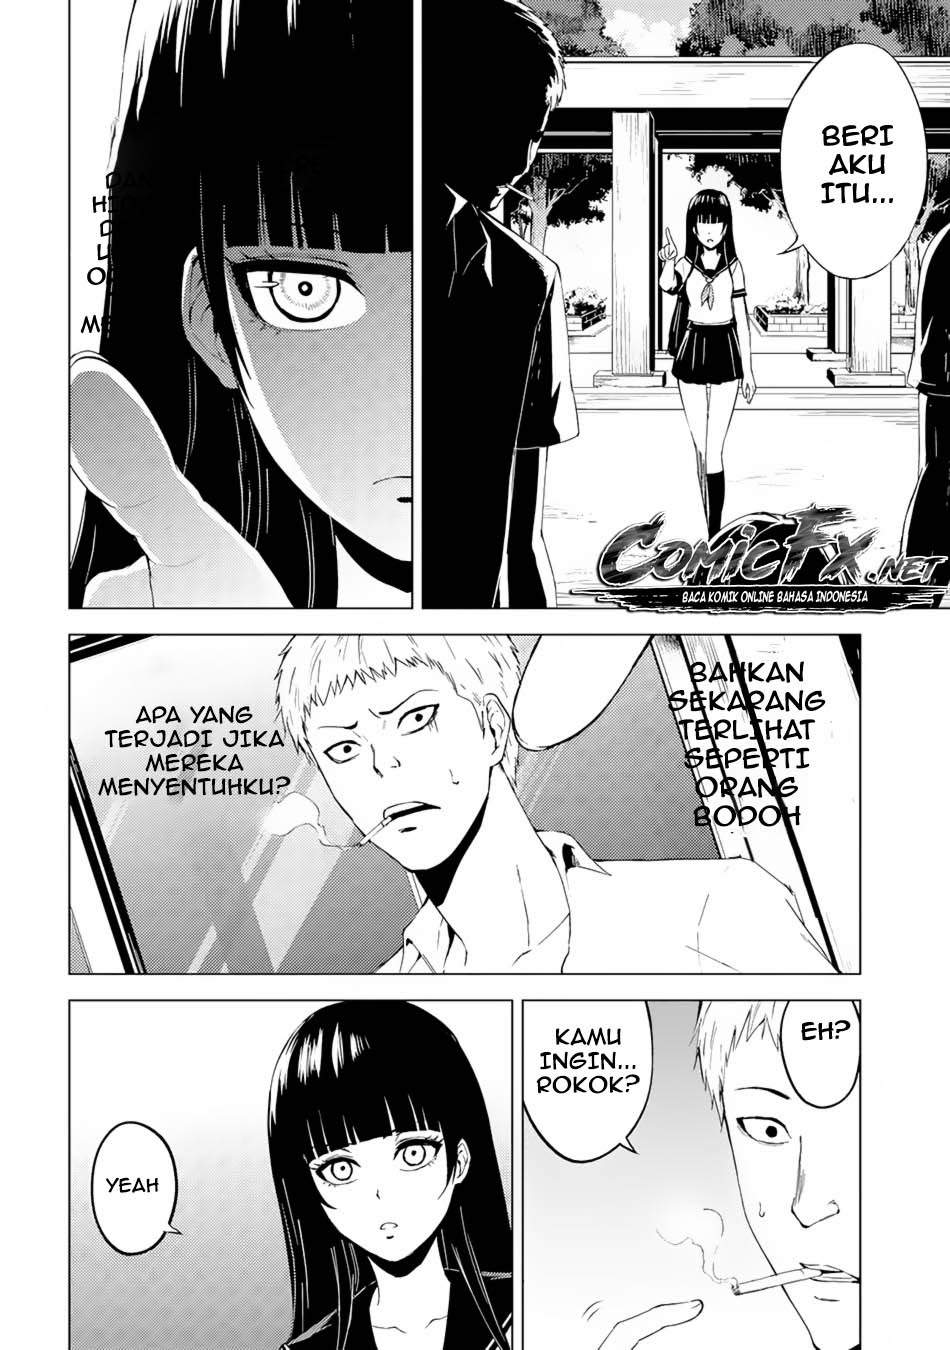 BERI
AKU
ITU...
DAN
COMICFX.NET
BACA KOMIK ONLINE BAHASA INDONESIA
BAHKAN
SEKARANG
TERLIHAT
SEPERTI
ORANG
BODOH
APA YANG
TERJADI JIKA
MEREKA
MENYENTUHKU?
EH?
KAMU
INGIN...
ROKOK?
YEAH